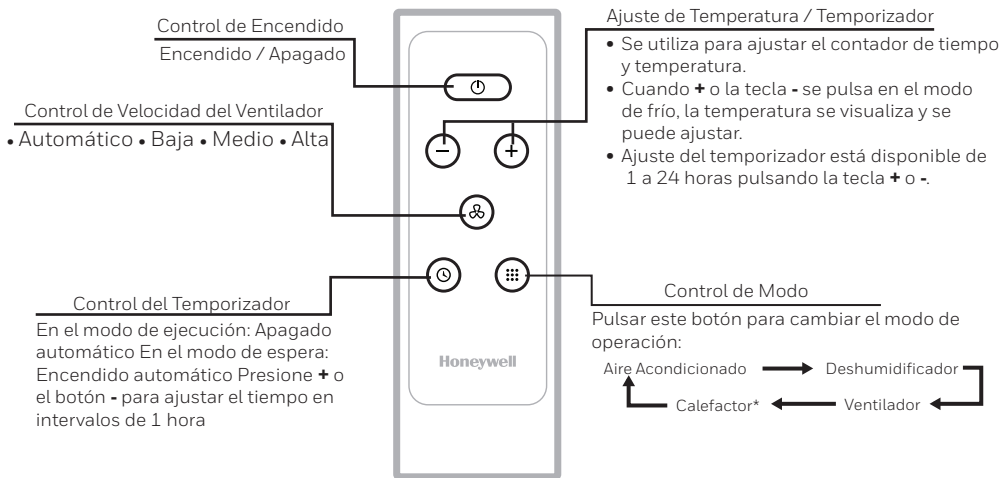 Control de Encendido
Encendido / Apagado
Control de Velocidad del Ventilador
• Automático • Baja • Medio • Alta
Control del Temporizador
En el modo de ejecución: Apagado
automático En el modo de espera:
Encendido automático Presione + o
el botón - para ajustar el tiempo en
intervalos de 1 hora
Honeywell
Ajuste de Temperatura / Temporizador
• Se utiliza para ajustar el contador de tiempo
y temperatura.
• Cuando + o la tecla - se pulsa en el modo
de frío, la temperatura se visualiza y se
puede ajustar.
• Ajuste del temporizador está disponible de
1 a 24 horas pulsando la tecla + o -.
Control de Modo
Pulsar este botón para cambiar el modo de
operación:
Aire Acondicionado Deshumidificador
Calefactor* Ventilador